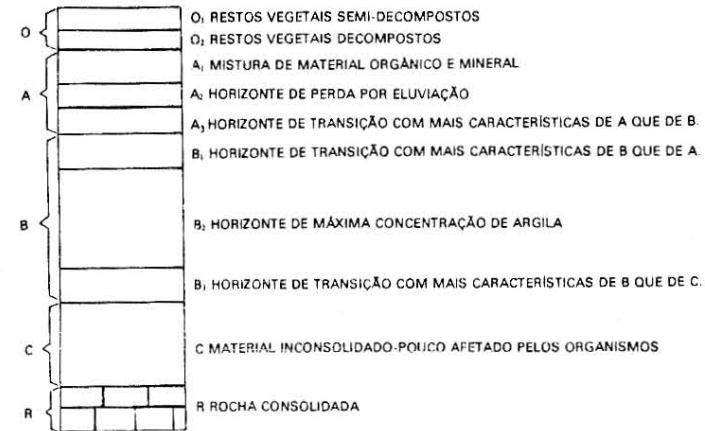 O
O₁ RESTOS VEGETAIS SEMI-DECOMPOSTOS
O₂ RESTOS VEGETAIS DECOMPOSTOS
A
A₁ MISTURA DE MATERIAL ORGÂNICO E MINERAL
A₂ HORIZONTE DE PERDA POR ELUVIAÇÃO
A₃ HORIZONTE DE TRANSIÇÃO COM MAIS CARACTERÍSTICAS DE A QUE DE B.
B
B₁ HORIZONTE DE TRANSIÇÃO COM MAIS CARACTERÍSTICAS DE B QUE DE A.
B₂ HORIZONTE DE MÁXIMA CONCENTRAÇÃO DE ARGILA
B₁ HORIZONTE DE TRANSIÇÃO COM MAIS CARACTERÍSTICAS DE B QUE DE C.
C
C MATERIAL INCONSOLIDADO-POUCO AFETADO PELOS ORGANISMOS
R
R ROCHA CONSOLIDADA